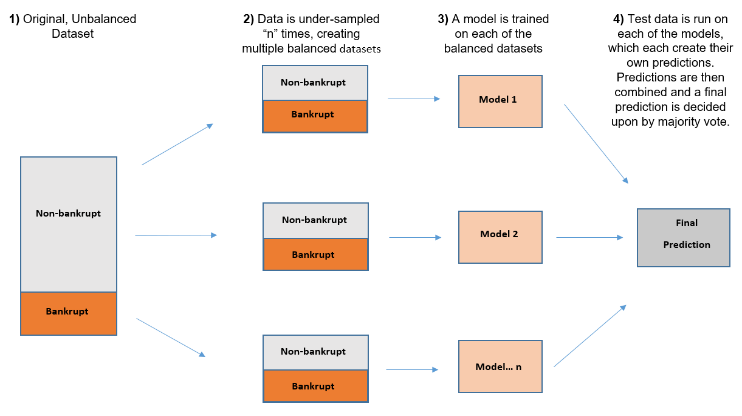 1) Original, Unbalanced
Dataset
2) Data is under-sampled
“n” times, creating
multiple balanced datasets
3) A model is trained
on each of the
balanced datasets
4) Test data is run on
each of the models,
which each create their
own predictions.
Predictions are then
combined and a final
prediction is decided
upon by majority vote.
Non-bankrupt
Bankrupt
Non-bankrupt
Bankrupt
Model 1
Non-bankrupt
Bankrupt
Model 2
Non-bankrupt
Bankrupt
Model... n
Final
Prediction